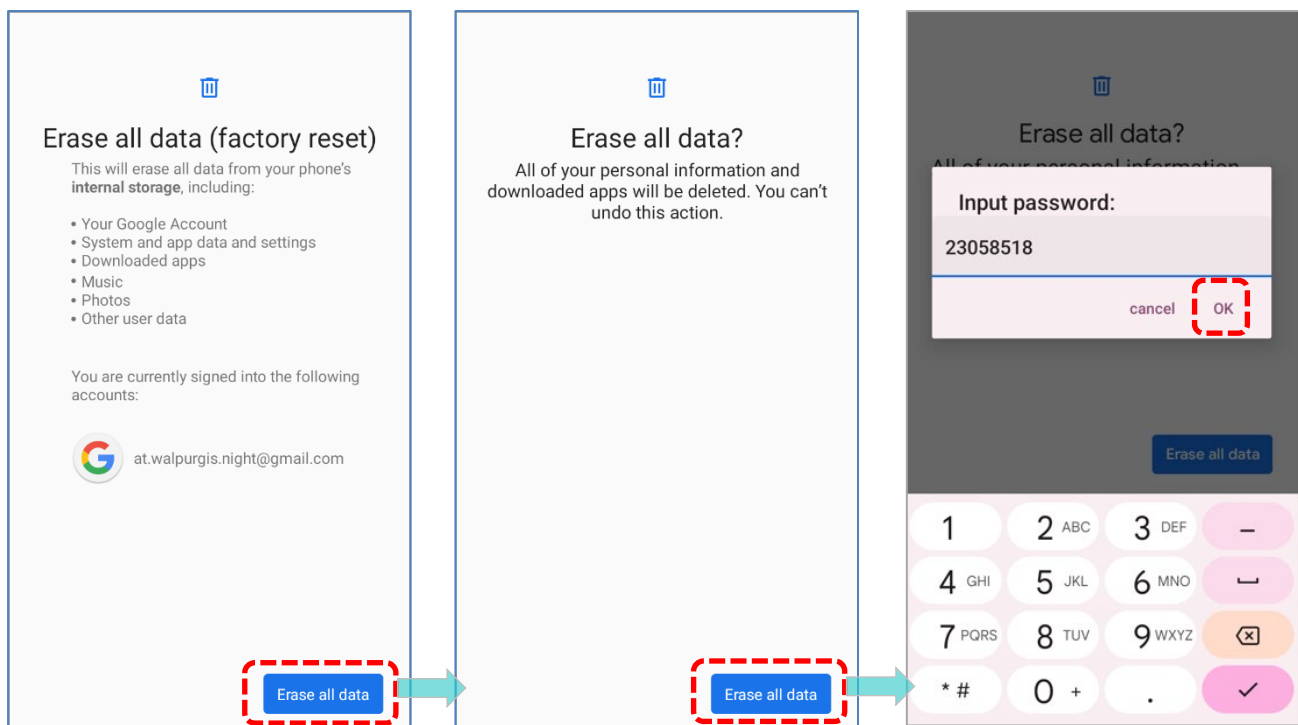 Erase all data (factory reset)
This will erase all data from your phone's
internal storage, including:
• Your Google Account
• System and app data and settings
• Downloaded apps
• Music
• Photos
• Other user data
You are currently signed into the following
accounts:
G at.walpurgis.night@gmail.com
Erase all data
Erase all data?
All of your personal information and
downloaded apps will be deleted. You can't
undo this action.
Erase all data
Erase all data?
All of your personal information
Input password:
23058518
cancel OK
Erase all data
1 2 ABC 3 DEF –
4 GHI 5 JKL 6 MNO
7 PQRS 8 TUV 9 WXYZ
* # 0 + .